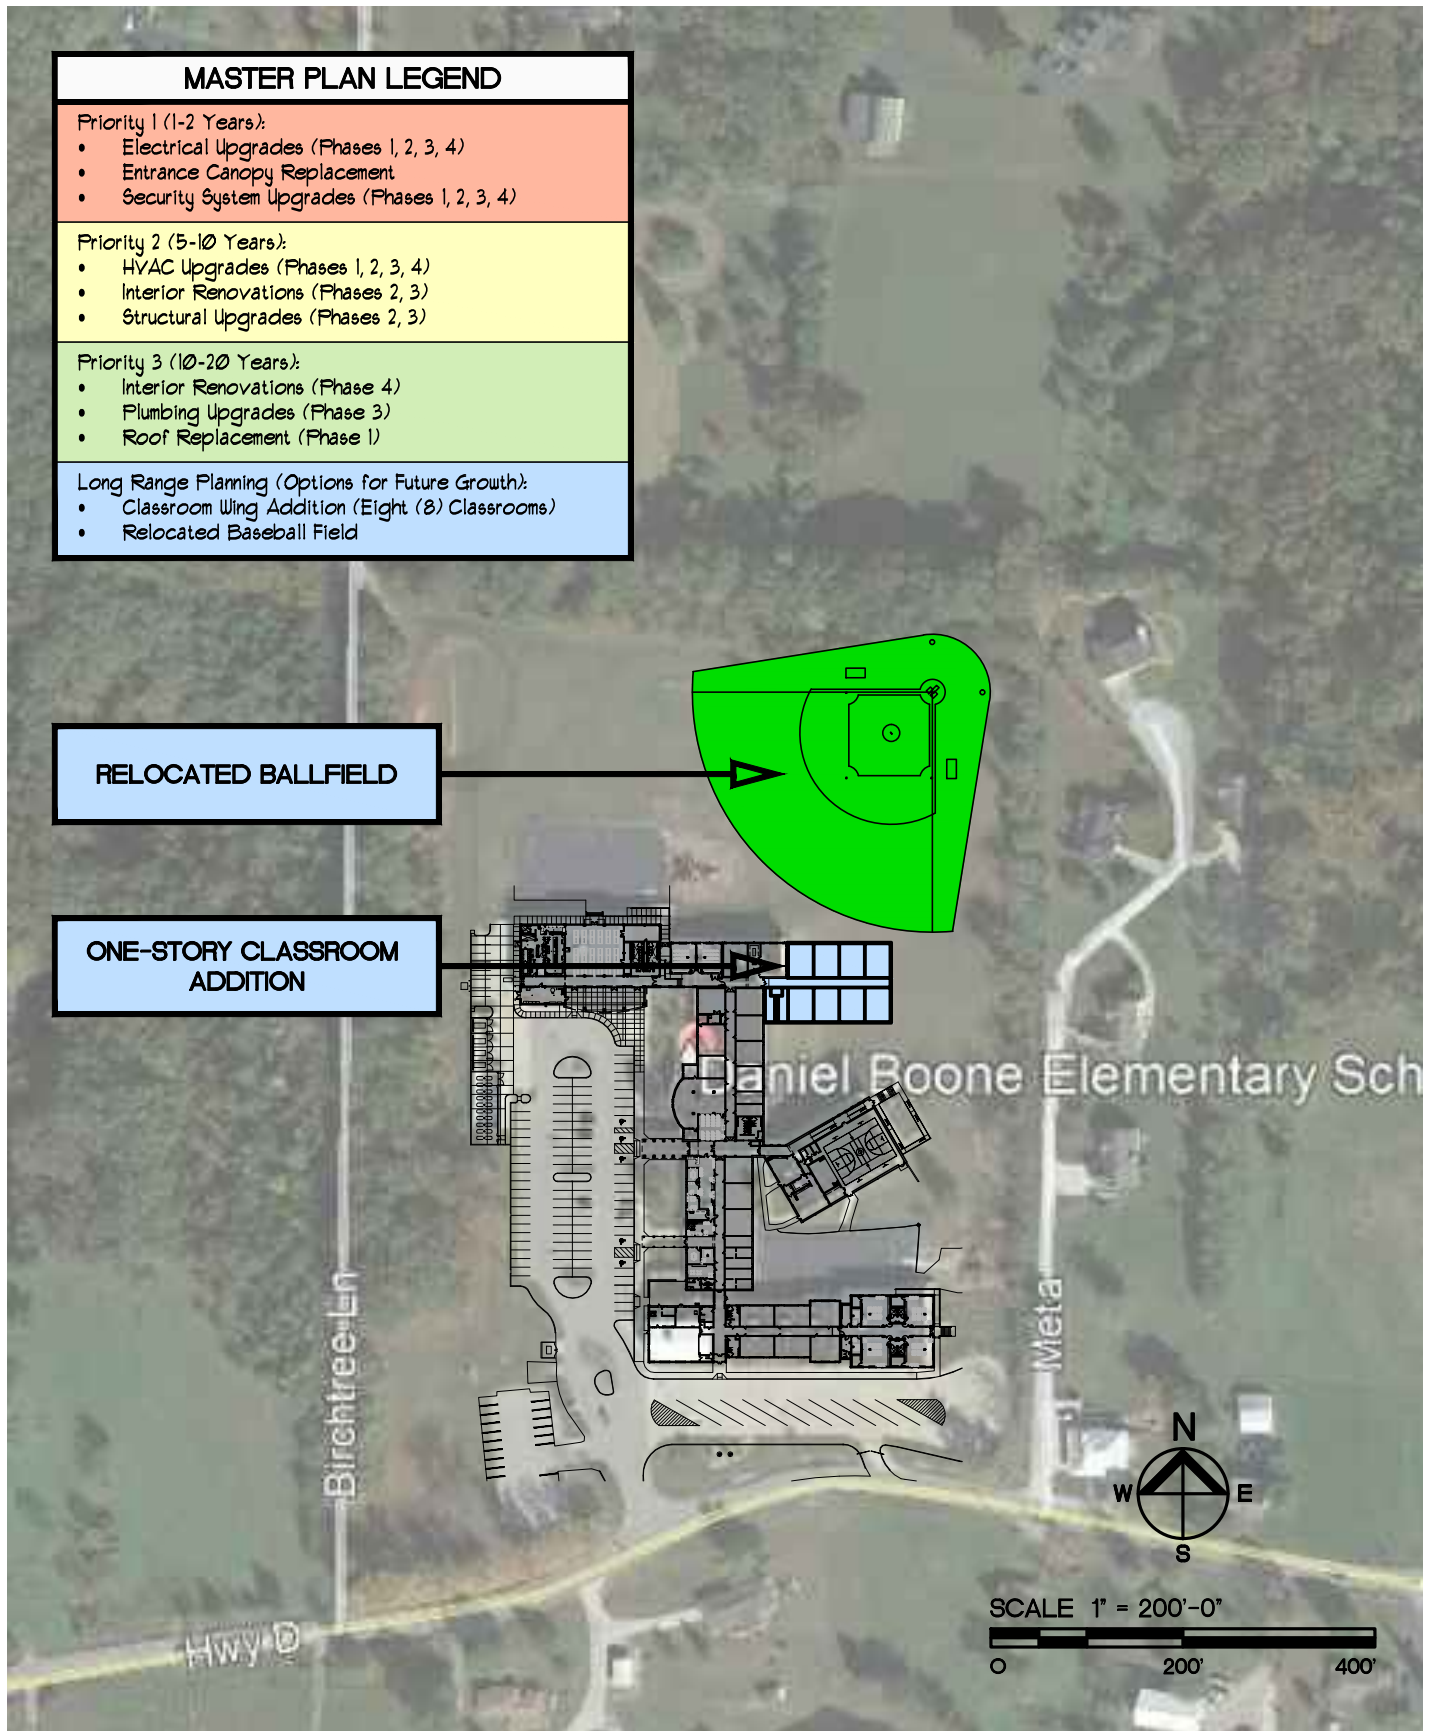 MASTER PLAN LEGEND
Priority 1 (1-2 Years):
• Electrical Upgrades (Phases 1, 2, 3, 4)
• Entrance Canopy Replacement
• Security System Upgrades (Phases 1, 2, 3, 4)
Priority 2 (5-10 Years):
• HVAC Upgrades (Phases 1, 2, 3, 4)
• Interior Renovations (Phases 2, 3)
• Structural Upgrades (Phases 2, 3)
Priority 3 (10-20 Years):
• Interior Renovations (Phase 4)
• Plumbing Upgrades (Phase 3)
• Roof Replacement (Phase 1)
Long Range Planning (Options for Future Growth):
• Classroom Wing Addition (Eight (8) Classrooms)
• Relocated Baseball Field
RELOCATED BALLFIELD
ONE-STORY CLASSROOM
ADDITION
Daniel Boone Elementary Sch
Birchtree Ln
Meta
Hwy D
N
W
E
S
SCALE 1" = 200'-0"
0 200' 400'